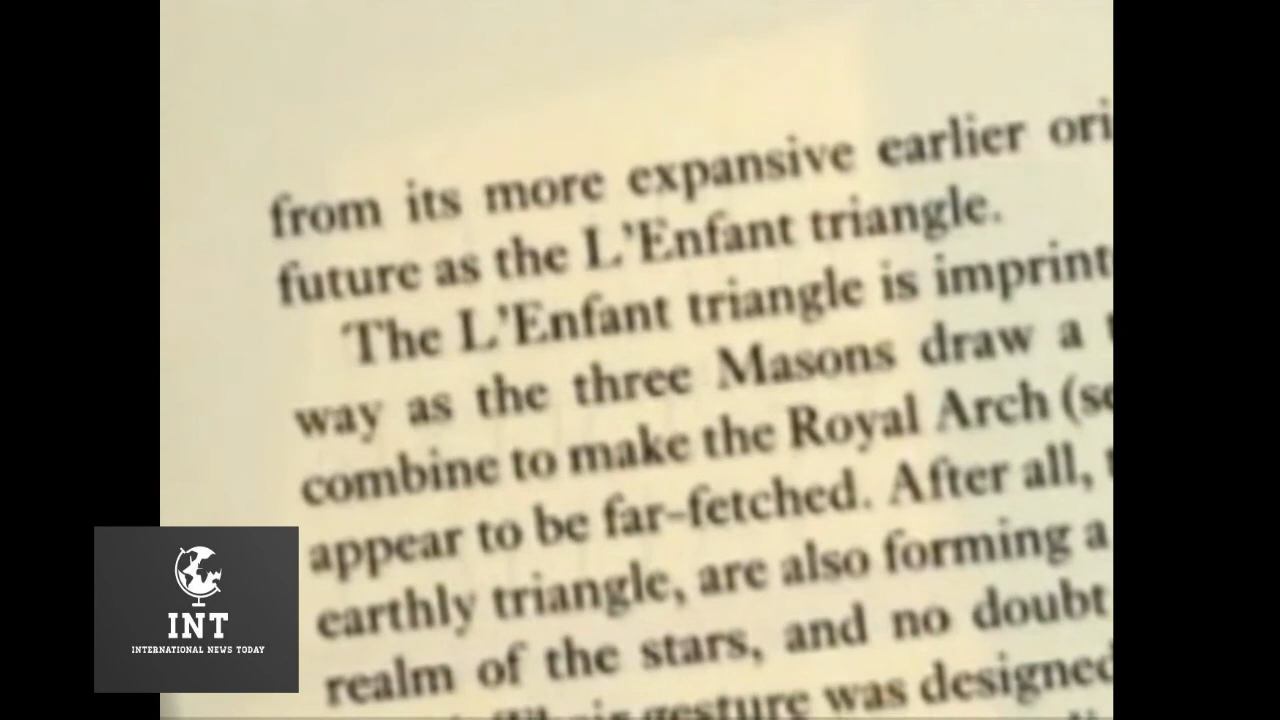 from its more expansive earlier ori
future as the L'Enfant triangle.
The L'Enfant triangle is imprint
way as the three Masons draw a
combine to make the Royal Arch (se
appear to be far-fetched. After all,
earthly triangle, are also forming a
realm of the stars, and no doubt
gesture was designed
INT
INTERNATIONAL NEWS TODAY